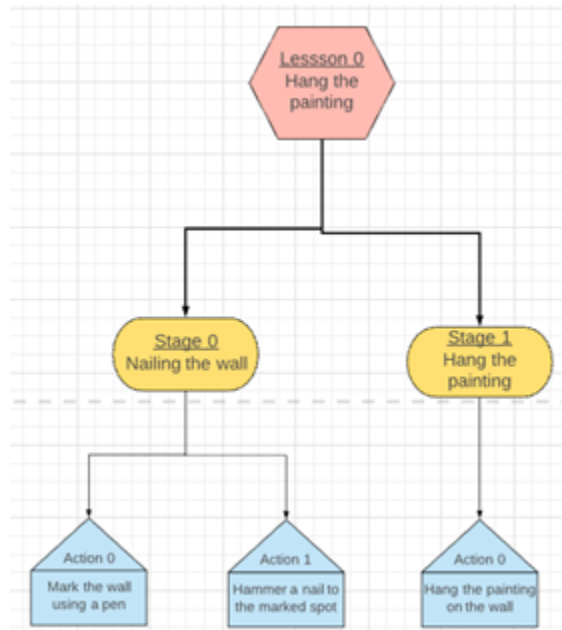 Lessson 0
Hang the
painting
Stage 0
Nailing the wall
Stage 1
Hang the
painting
Action 0
Mark the wall
using a pen
Action 1
Hammer a nail to
the marked spot
Action 0
Hang the painting
on the wall